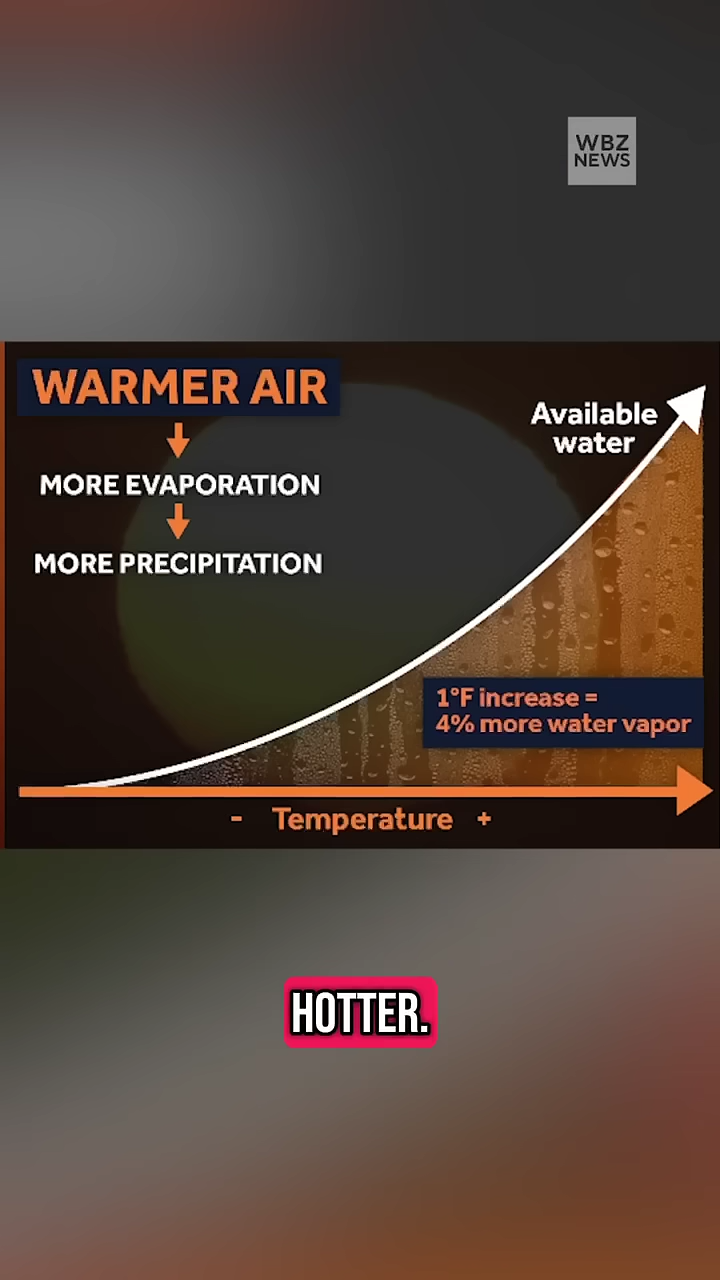 WBZ
NEWS
WARMER AIR
MORE EVAPORATION
MORE PRECIPITATION
Available
water
1°F increase =
4% more water vapor
- Temperature +
HOTTER.